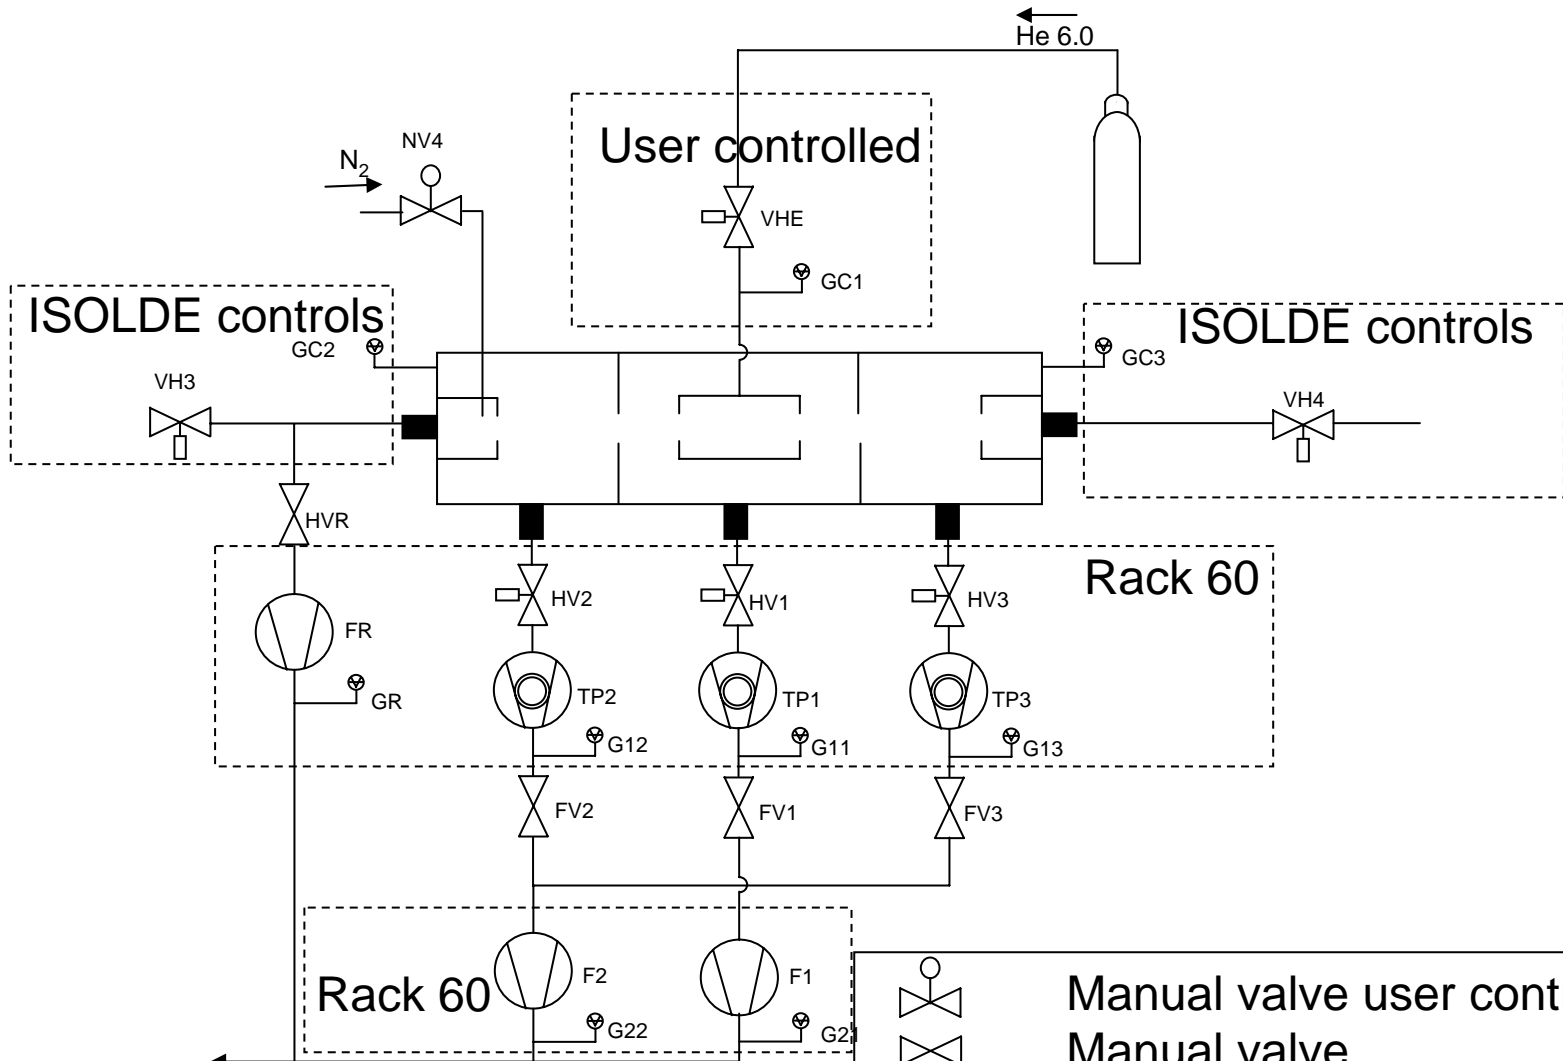 He 6.0
User controlled
NV4
N2
VHE
GC1
ISOLDE controls
ISOLDE controls
GC2
GC3
VH3
VH4
HVR
Rack 60
HV2
HV1
HV3
FR
TP2
TP1
TP3
GR
G12
G11
G13
FV2
FV1
FV3
F2
F1
Rack 60
Manual valve user cont
G22
G21
Manual valve